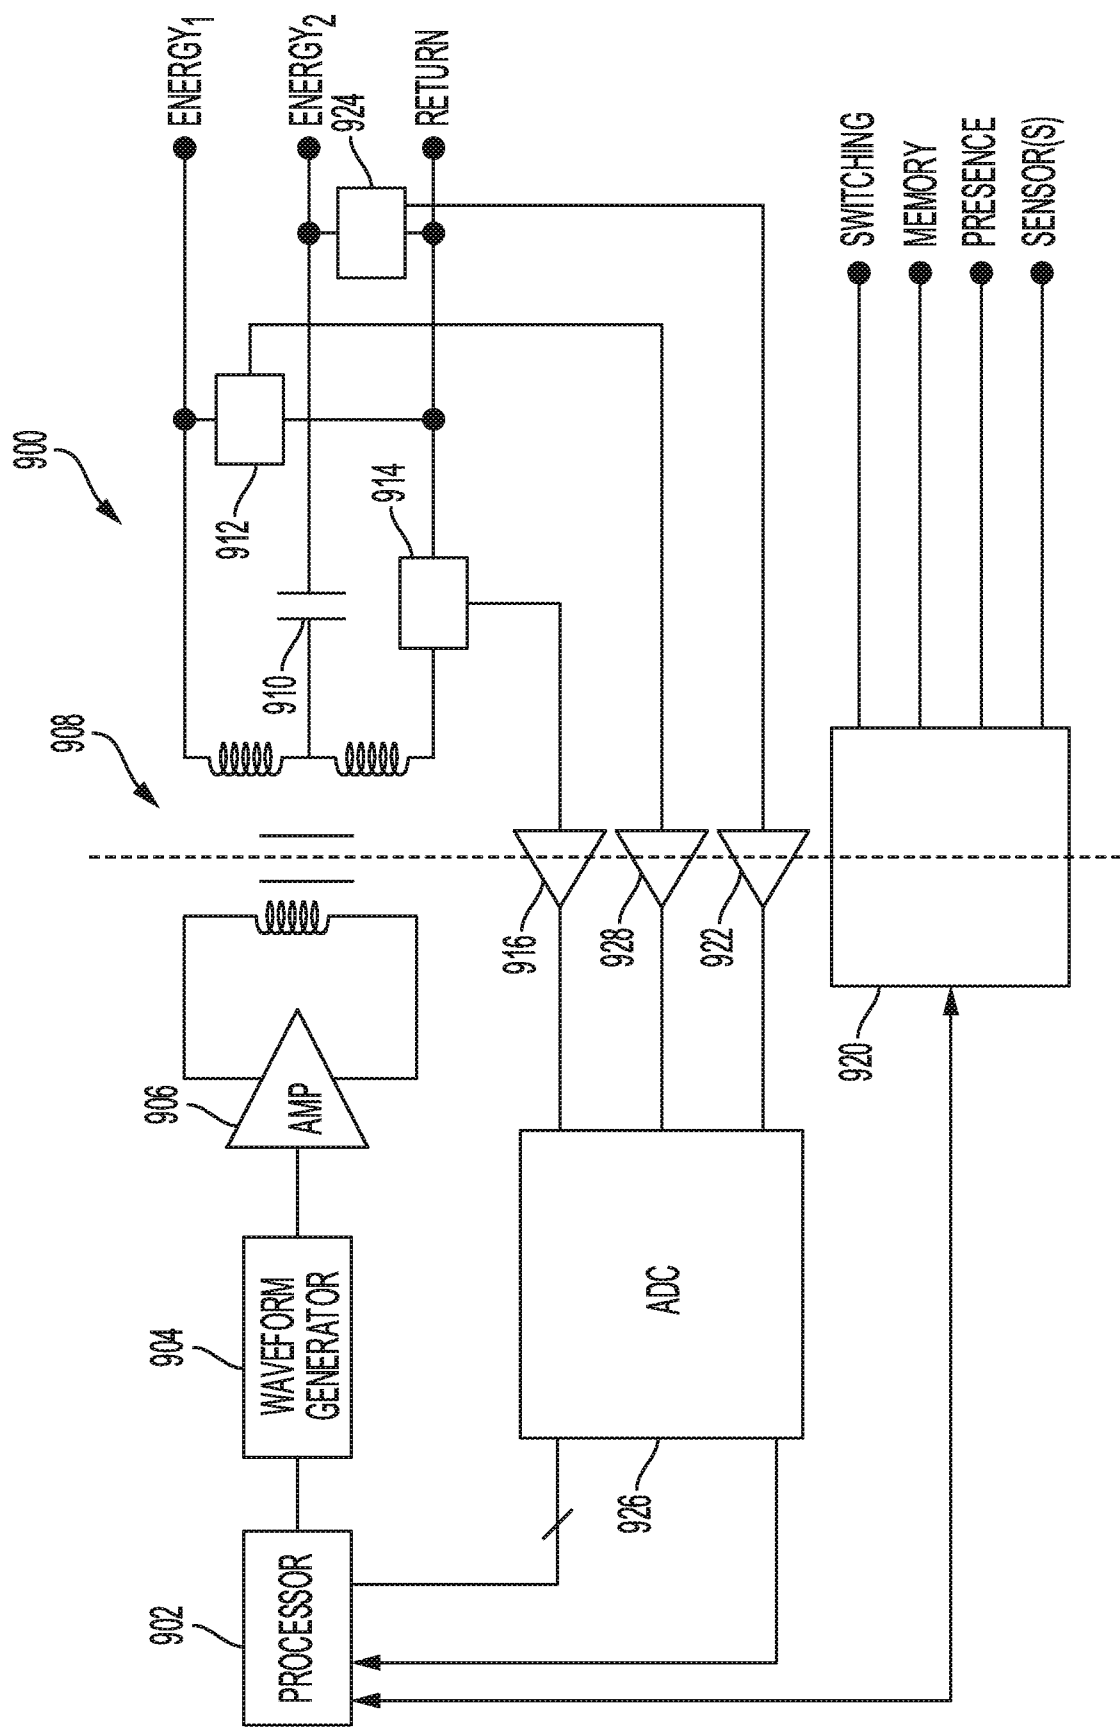 900
908
ENERGY1
ENERGY2
RETURN
924
912
914
910
906
AMP
904
WAVEFORM
GENERATOR
902
PROCESSOR
916
928
922
ADC
926
920
SWITCHING
MEMORY
PRESENCE
SENSOR(S)